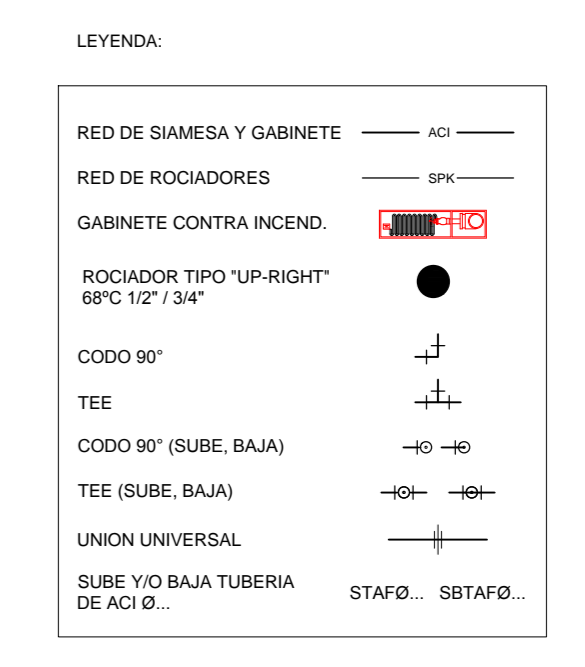 LEYENDA:
RED DE SIAMESA Y GABINETE ACI
RED DE ROCIADORES SPK
GABINETE CONTRA INCEND.
ROCIADOR TIPO "UP-RIGHT"
68ºC 1/2" / 3/4"
CODO 90°
TEE
CODO 90° (SUBE, BAJA)
TEE (SUBE, BAJA)
UNION UNIVERSAL
SUBE Y/O BAJA TUBERIA
DE ACI Ø...
STAFØ... SBTAFØ...